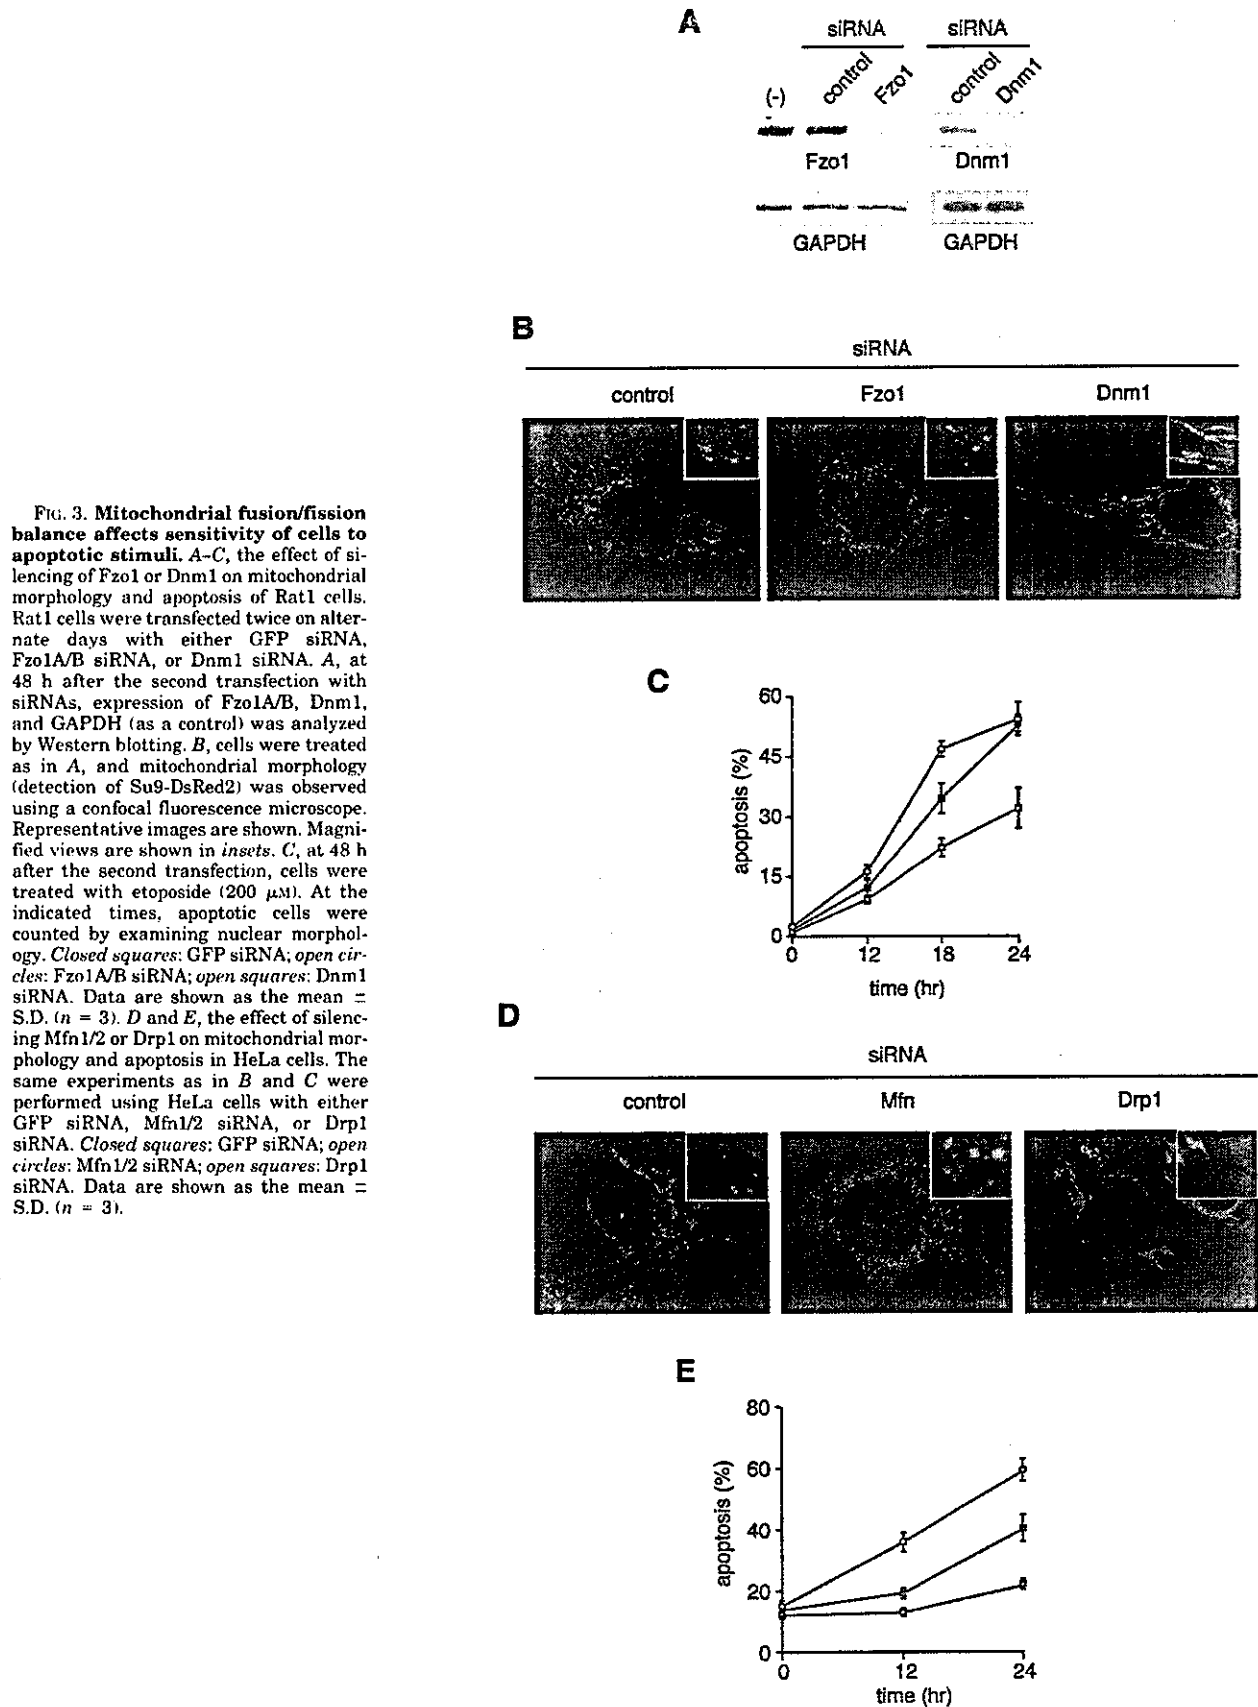 A
siRNA
siRNA
(-)
control
Fzo1
control
Dnm1
Fzo1
Dnm1
GAPDH
GAPDH
B
siRNA
control
Fzo1
Dnm1
FIG. 3. Mitochondrial fusion/fission
balance affects sensitivity of cells to
apoptotic stimuli. A-C, the effect of si-
lencing of Fzo1 or Dnm1 on mitochondrial
morphology and apoptosis of Rat1 cells.
Rat1 cells were transfected twice on alter-
nate days with either GFP siRNA,
Fzo1A/B siRNA, or Dnm1 siRNA. A, at
48 h after the second transfection with
siRNAs, expression of Fzo1A/B, Dnm1,
and GAPDH (as a control) was analyzed
by Western blotting. B, cells were treated
as in A, and mitochondrial morphology
(detection of Su9-DsRed2) was observed
using a confocal fluorescence microscope.
Representative images are shown. Magni-
fied views are shown in insets. C, at 48 h
after the second transfection, cells were
treated with etoposide (200 μM). At the
indicated times, apoptotic cells were
counted by examining nuclear morphol-
ogy. Closed squares: GFP siRNA; open cir-
cles: Fzo1A/B siRNA; open squares: Dnm1
siRNA. Data are shown as the mean ±
S.D. (n = 3). D and E, the effect of silenc-
ing Mfn1/2 or Drp1 on mitochondrial mor-
phology and apoptosis in HeLa cells. The
same experiments as in B and C were
performed using HeLa cells with either
GFP siRNA, Mfn1/2 siRNA, or Drp1
siRNA. Closed squares: GFP siRNA; open
circles: Mfn1/2 siRNA; open squares: Drp1
siRNA. Data are shown as the mean ±
S.D. (n = 3).
C
60
45
30
15
0
apoptosis (%)
0
12
18
24
time (hr)
D
siRNA
control
Mfn
Drp1
E
80
60
40
20
0
apoptosis (%)
0
12
24
time (hr)